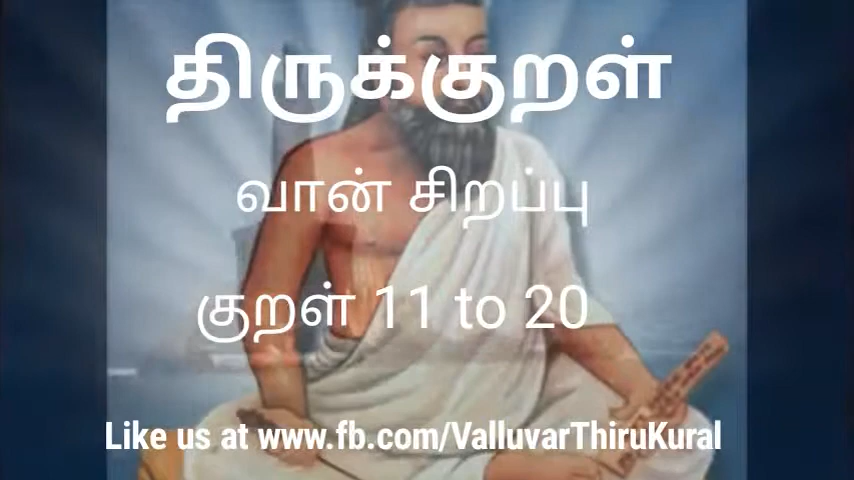 திருக்குறள்
வான் சிறப்பு
குறள் 11 to 20
Like us at www.fb.com/ValluvarThiruKural